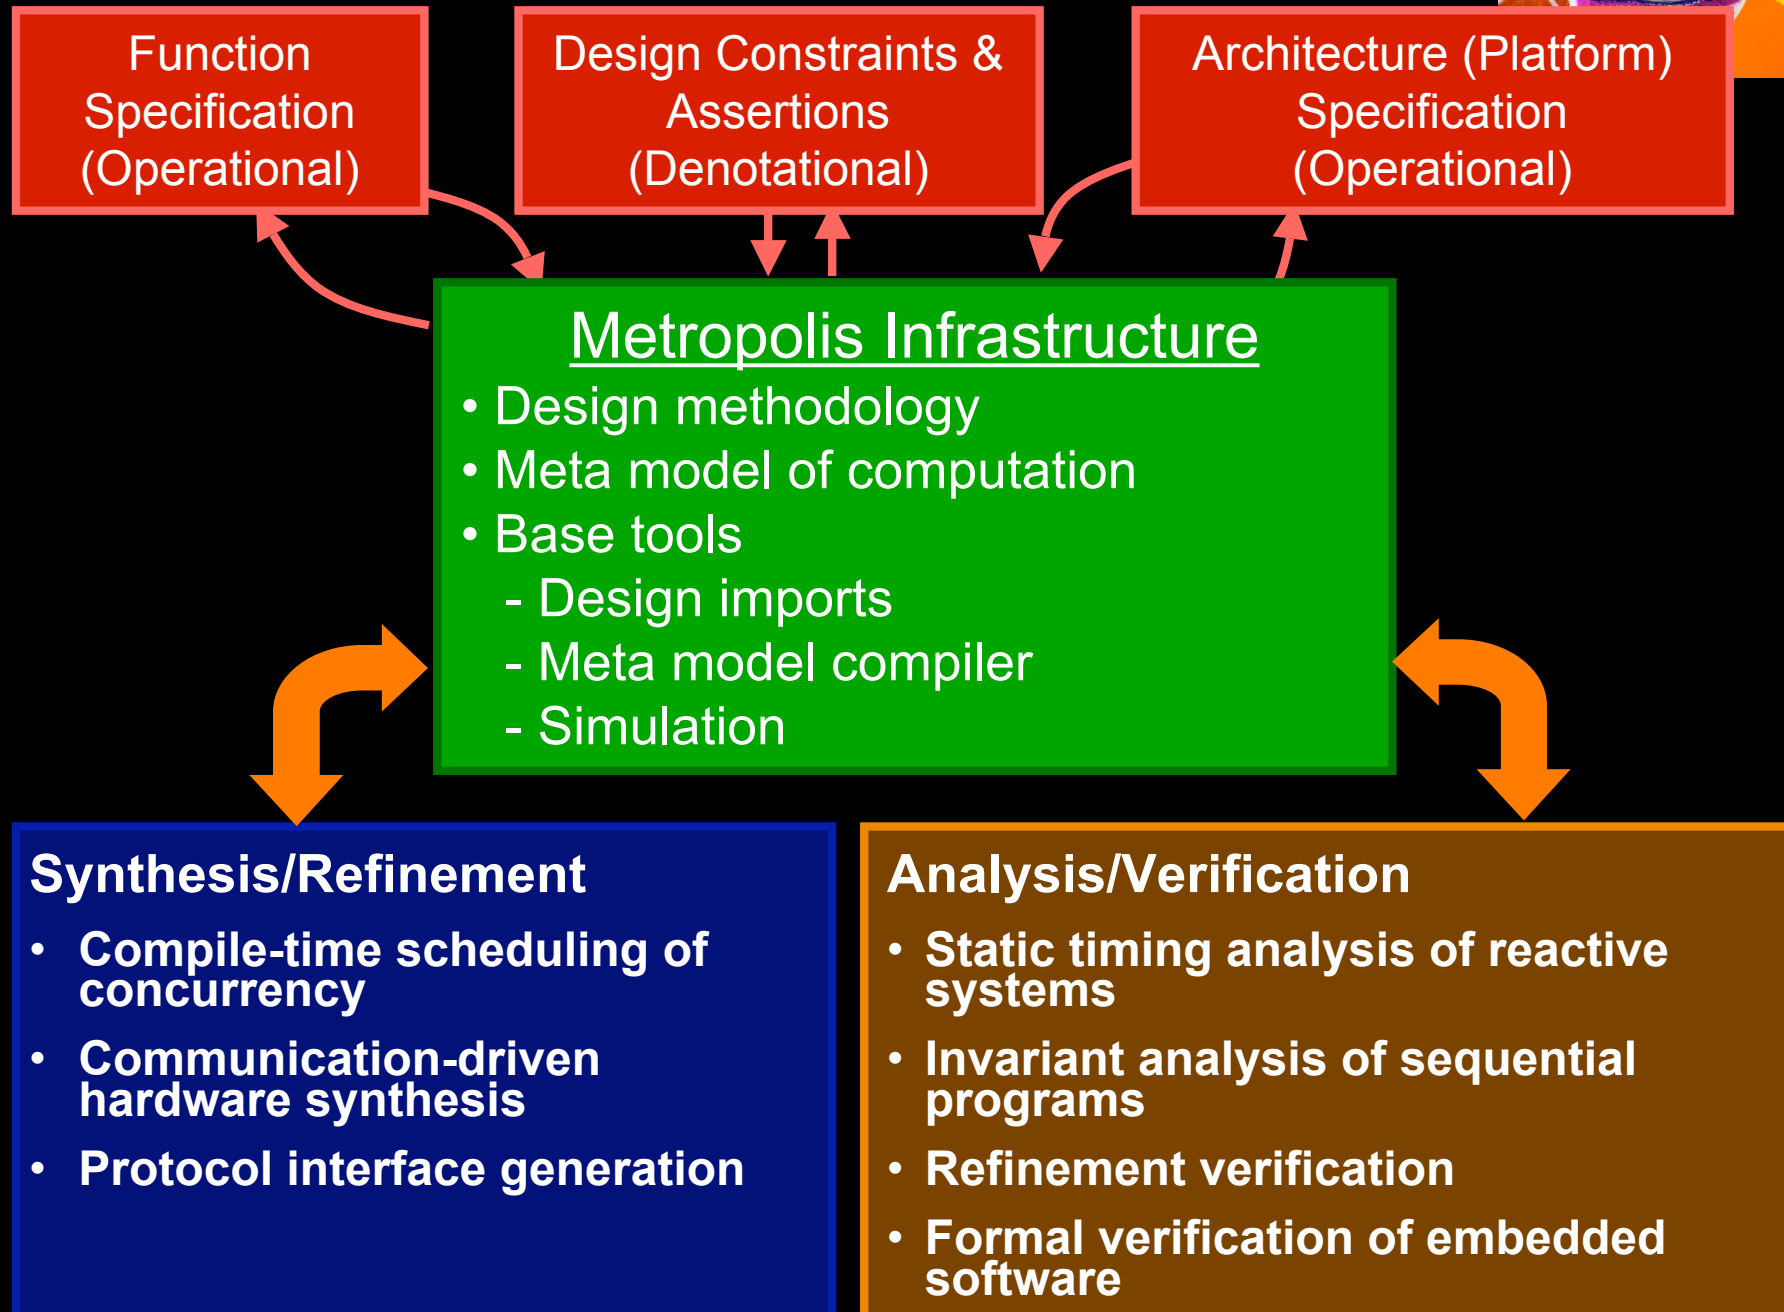 Function
Specification
(Operational)
Design Constraints &
Assertions
(Denotational)
Architecture (Platform)
Specification
(Operational)
Metropolis Infrastructure
• Design methodology
• Meta model of computation
• Base tools
- Design imports
- Meta model compiler
- Simulation
Synthesis/Refinement
• Compile-time scheduling of
concurrency
• Communication-driven
hardware synthesis
• Protocol interface generation
Analysis/Verification
• Static timing analysis of reactive
systems
• Invariant analysis of sequential
programs
• Refinement verification
• Formal verification of embedded
software